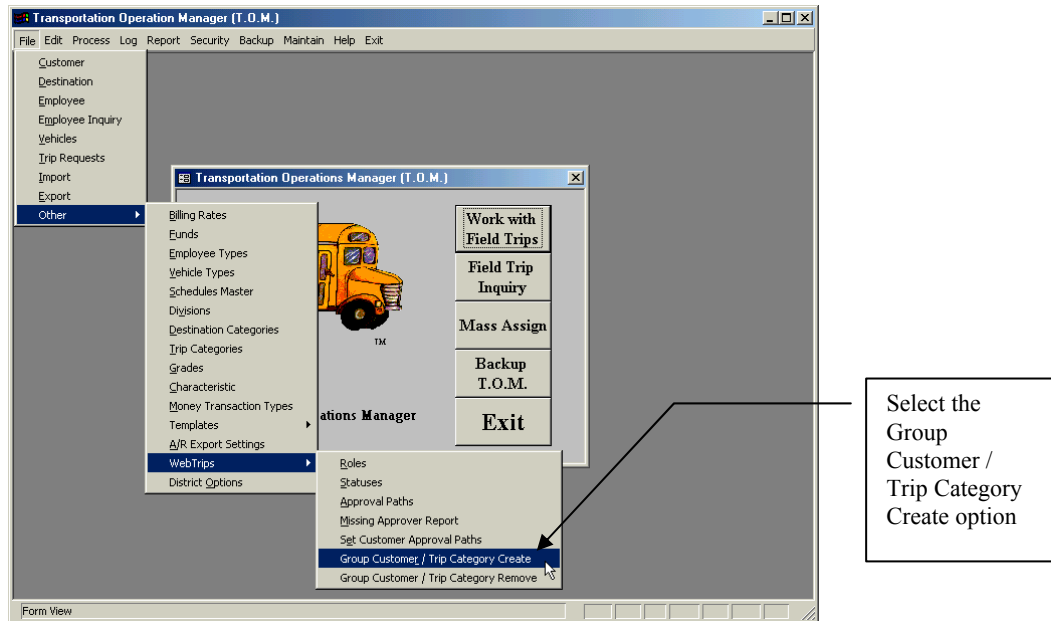 Transportation Operation Manager (T.O.M.)
File Edit Process Log Report Security Backup Maintain Help Exit
Customer
Destination
Employee
Employee Inquiry
Vehicles
Trip Requests
Import
Export
Other
Billing Rates
Funds
Employee Types
Vehicle Types
Schedules Master
Divisions
Destination Categories
Trip Categories
Grades
Characteristic
Money Transaction Types
Templates
A/R Export Settings
WebTrips
District Options
Roles
Statuses
Approval Paths
Missing Approver Report
Set Customer Approval Paths
Group Customer / Trip Category Create
Group Customer / Trip Category Remove
Transportation Operations Manager (T.O.M.)
TM
ations Manager
Work with
Field Trips
Field Trip
Inquiry
Mass Assign
Backup
T.O.M.
Exit
Select the
Group
Customer /
Trip Category
Create option
Form View